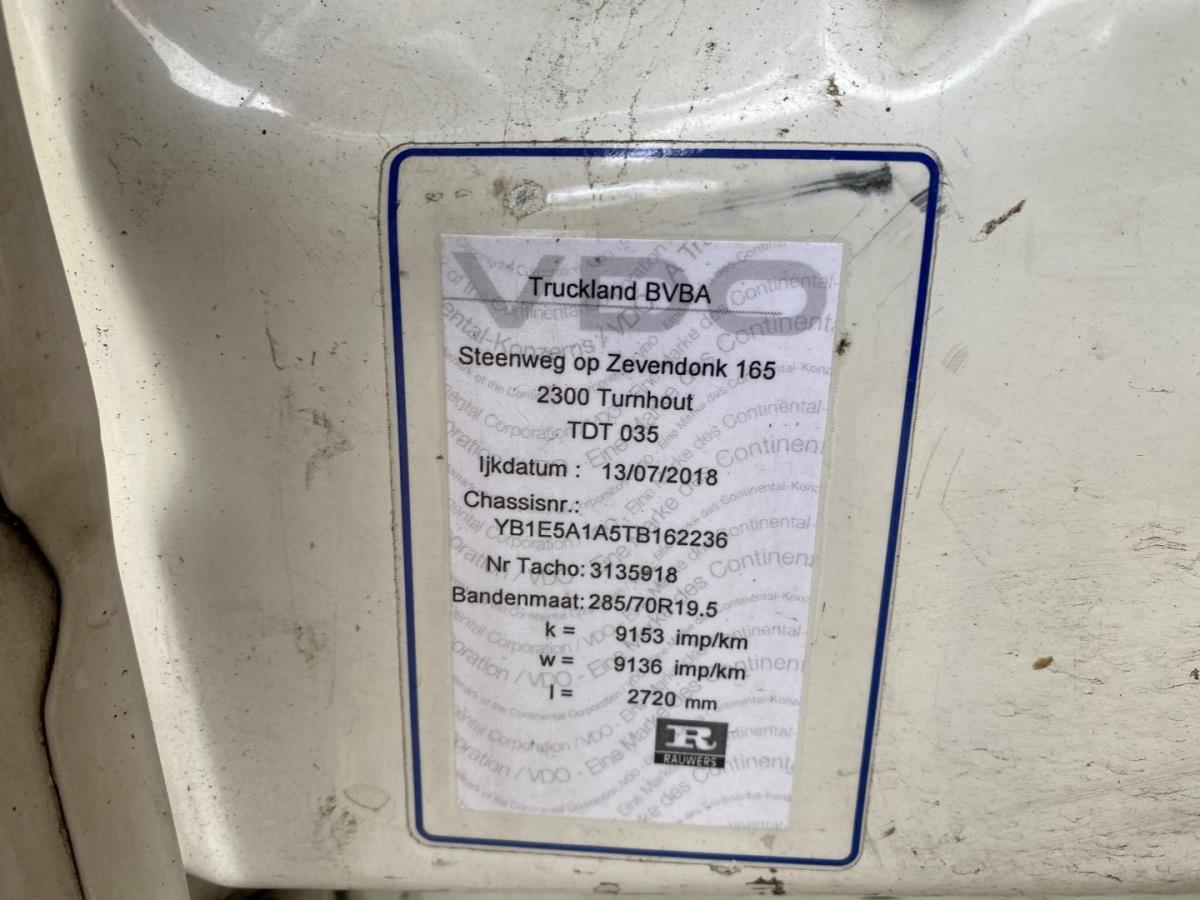 VDO
Truckland BVBA
Steenweg op Zevendonk 165
2300 Turnhout
TDT 035
Ijkdatum : 13/07/2018
Chassisnr.:
YB1E5A1A5TB162236
Nr Tacho: 3135918
Bandenmaat: 285/70R19.5
k = 9153 imp/km
w = 9136 imp/km
l = 2720 mm
R
RAUWERS